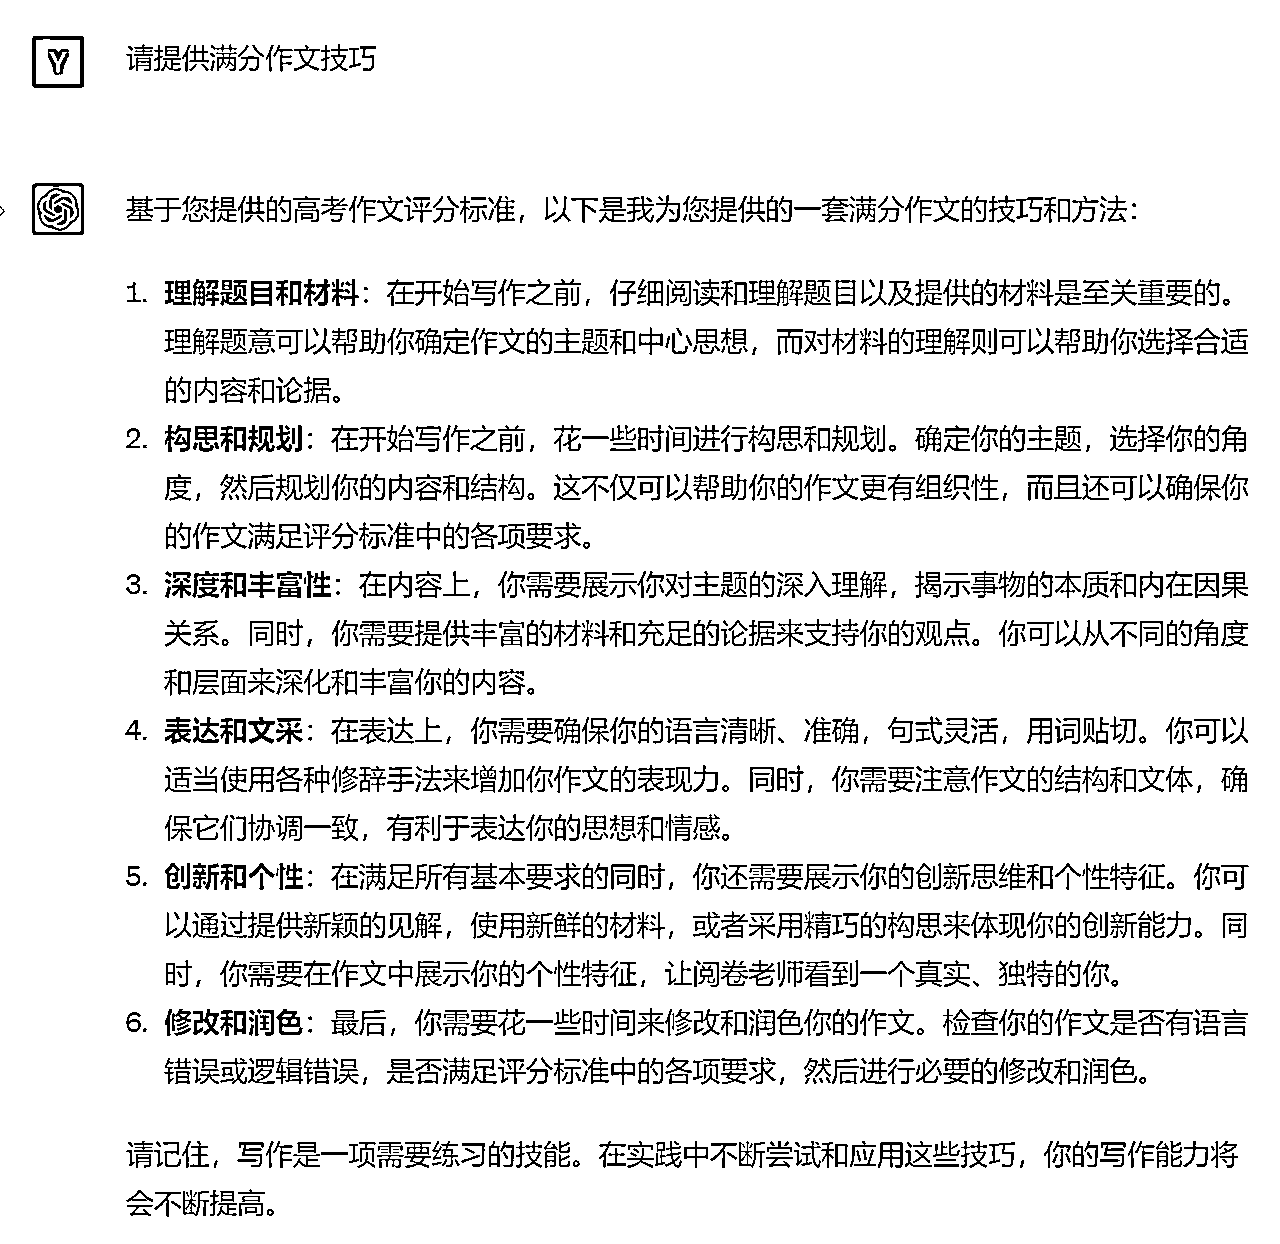 Y
请提供满分作文技巧
基于您提供的高考作文评分标准，以下是我为您提供的一套满分作文的技巧和方法：
1. 理解题目和材料：在开始写作之前，仔细阅读和理解题目以及提供的材料是至关重要的。
理解题意可以帮助你确定作文的主题和中心思想，而对材料的理解则可以帮助你选择合适
的内容和论据。
2. 构思和规划：在开始写作之前，花一些时间进行构思和规划。确定你的主题，选择你的角
度，然后规划你的内容和结构。这不仅可以帮助你的作文更有组织性，而且还可以确保你
的作文满足评分标准中的各项要求。
3. 深度和丰富性：在内容上，你需要展示你对主题的深入理解，揭示事物的本质和内在因果
关系。同时，你需要提供丰富的材料和充足的论据来支持你的观点。你可以从不同的角度
和层面来深化和丰富你的内容。
4. 表达和文采：在表达上，你需要确保你的语言清晰、准确，句式灵活，用词贴切。你可以
适当使用各种修辞手法来增加你作文的表现力。同时，你需要注意作文的结构和文体，确
保它们协调一致，有利于表达你的思想和情感。
5. 创新和个性：在满足所有基本要求的同时，你还需要展示你的创新思维和个性特征。你可
以通过提供新颖的见解，使用新鲜的材料，或者采用精巧的构思来体现你的创新能力。同
时，你需要在作文中展示你的个性特征，让阅卷老师看到一个真实、独特的你。
6. 修改和润色：最后，你需要花一些时间来修改和润色你的作文。检查你的作文是否有语言
错误或逻辑错误，是否满足评分标准中的各项要求，然后进行必要的修改和润色。
请记住，写作是一项需要练习的技能。在实践中不断尝试和应用这些技巧，你的写作能力将
会不断提高。